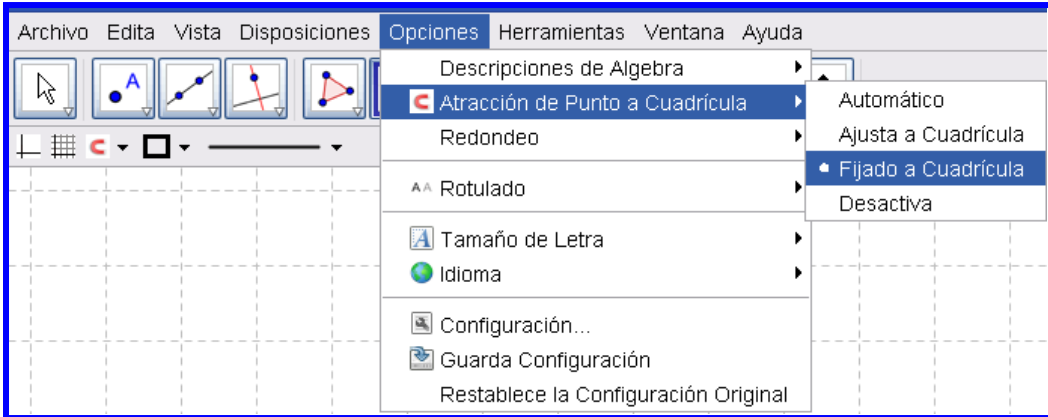 Archivo Edita Vista Disposiciones Opciones Herramientas Ventana Ayuda
A
Descripciones de Algebra
Atracción de Punto a Cuadrícula
Redondeo
AA Rotulado
A Tamaño de Letra
Idioma
Configuración...
Guarda Configuración
Restablece la Configuración Original
Automático
Ajusta a Cuadrícula
Fijado a Cuadrícula
Desactiva